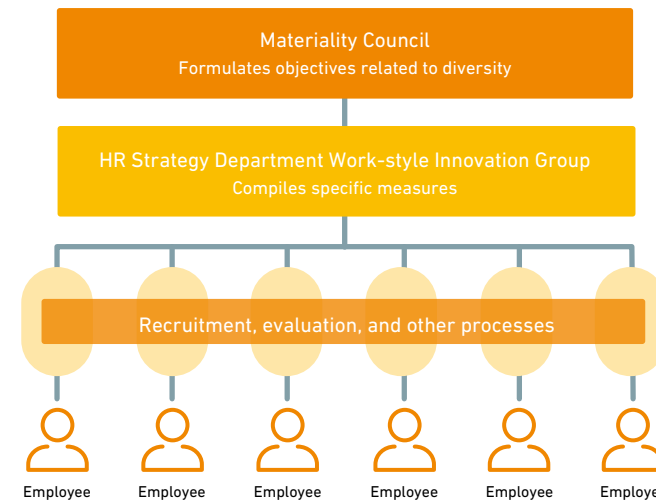 Materiality Council
Formulates objectives related to diversity
HR Strategy Department Work-style Innovation Group
Compiles specific measures
Recruitment, evaluation, and other processes
Employee Employee Employee Employee Employee Employe